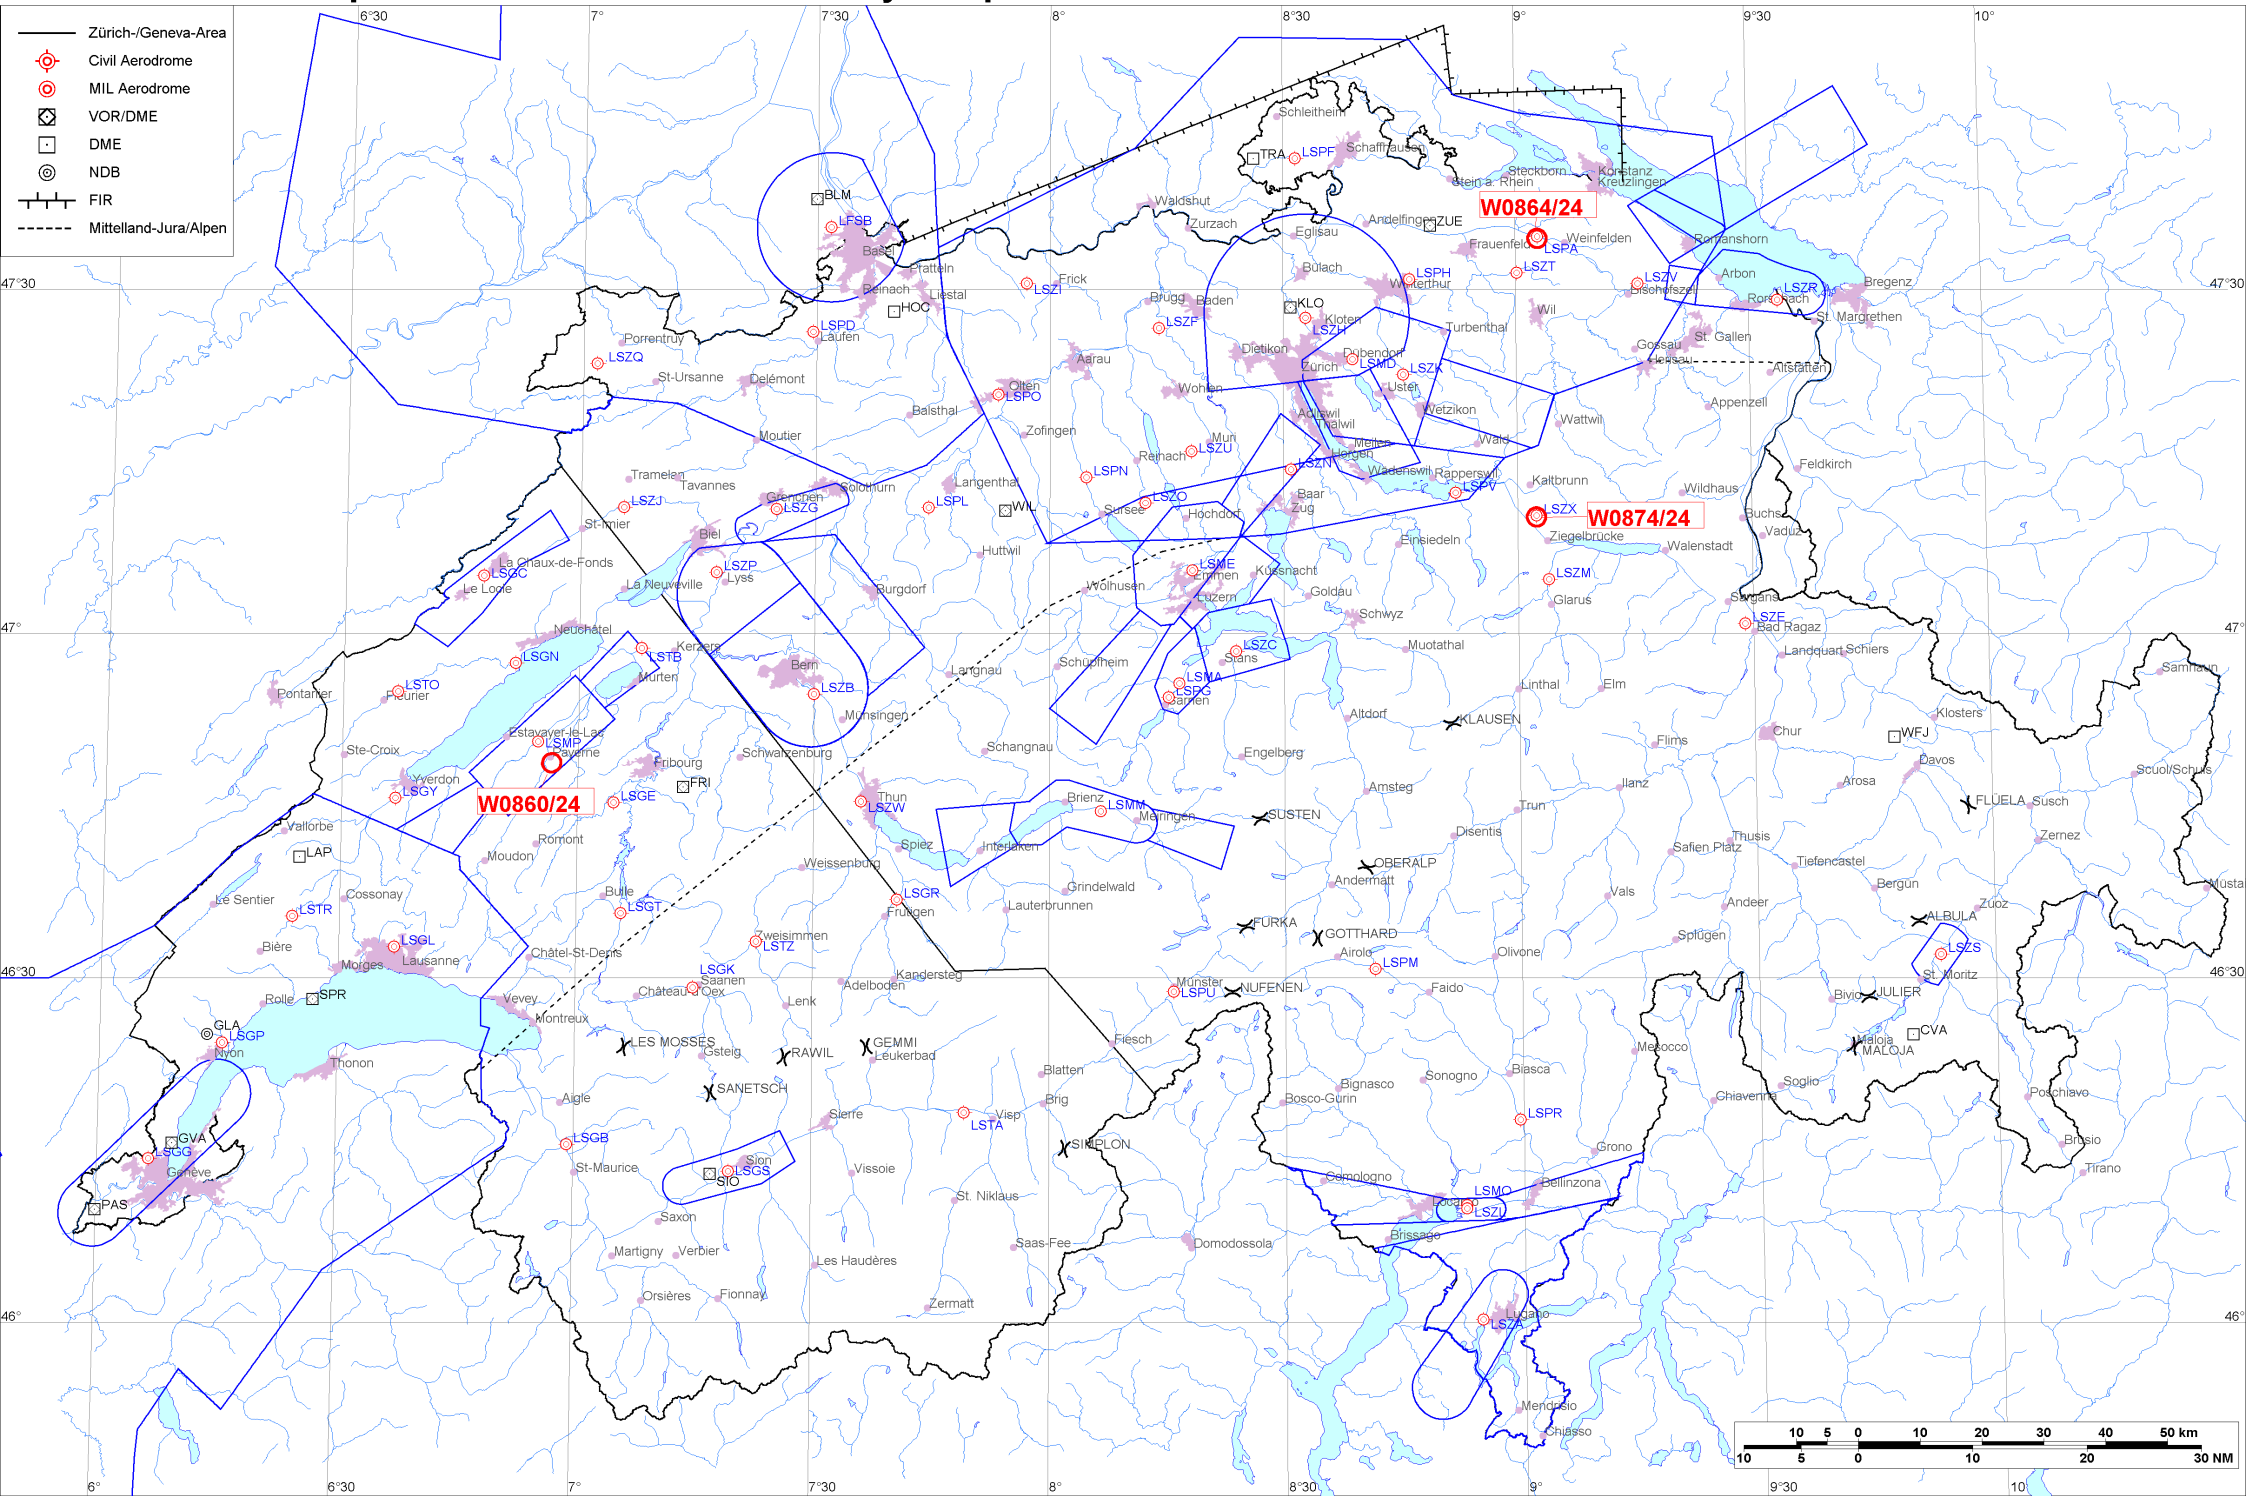 6°30
7°
7°30
8°
8°30
9°
9°30
10°
Zürich-/Geneva-Area
Civil Aerodrome
MIL Aerodrome
VOR/DME
DME
NDB
FIR
Mittelland-Jura/Alpen
Schleitheim
TRA
LSPF
Schaffhausen
Steckborn
Konstanz
Stein a. Rhein
Kreuzlingen
BLM
Waldshut
W0864/24
LFSB
Zurzach
Eglisau
Andelfingen
ZUE
Weinfelden
Romanshorn
LSPA
Frauenfeld
Basel
Pratteln
Bülach
LSPH
LSZT
LSZV
Arbon
Bregenz
47°30
Reinach
Liestal
LSZI
Frick
Winterthur
Bischofszell
LSZR
Rorschach
47°30
HOC
Brugg
Baden
KLO
Kloten
Wil
St. Margrethen
LSPD
Laufen
LSZF
LSZH
Turbenthal
Porrentruy
St. Gallen
Dietikon
Dübendorf
Gossau
Herisau
LSZQ
Aarau
Zürich
LSMD
LSZK
Altstätten
St-Ursanne
Delémont
Olten
LSPO
Wohlen
Uster
Appenzell
Balsthal
Adliswil
Thalwil
Wetzikon
Wattwil
Moutier
Zofingen
Muri
LSZU
Meilen
Wald
Horgen
Reinach
LSZN
Feldkirch
Tramelan
Tavannes
LSPN
Wädenswil
Rapperswil
Kaltbrunn
Wildhaus
Solothurn
Langenthal
LSPV
Grenchen
LSZG
LSZJ
LSPL
WIL
LSZO
Baar
Zug
LSZX
W0874/24
Buchs
Sursee
Hochdorf
St-Imier
Biel
Vaduz
Einsiedeln
Ziegelbrücke
Walenstadt
Huttwil
La Chaux-de-Fonds
LSGC
LSZP
Lyss
LSME
Emmen
Küssnacht
LSZM
Le Locle
La Neuveville
Burgdorf
Wolhusen
Luzern
Goldau
Glarus
Sargans
Schwyz
LSZE
Bad Ragaz
47°
Neuchâtel
Kerzers
Muotathal
47°
LSGN
LSTB
Bern
LSZC
Stans
Landquart
Schiers
Schüpfheim
Langnau
Samnaun
Pontarlier
LSTO
Fleurier
Murten
LSZB
LSMA
LSPG
Sarnen
Linthal
Elm
Münsingen
Altdorf
KLAUSEN
Klosters
Estavayer-le-Lac
LSMP
Payerne
Ste-Croix
Schwarzenburg
Schangnau
Engelberg
Flims
Chur
WFJ
Fribourg
Davos
Yverdon
LSGY
FRI
Scuol/Schuls
W0860/24
LSGE
Thun
LSZW
Brienz
LSMM
Meiringen
Amsteg
Ilanz
Arosa
FLÜELA
Susch
SUSTEN
Trun
Vallorbe
Romont
Disentis
Thusis
Zernez
LAP
Moudon
Weissenburg
Spiez
Interlaken
Safien Platz
Tiefencastel
OBERALP
Andermatt
Grindelwald
Bergün
Le Sentier
Cossonay
Bulle
LSGR
Vals
LSTR
LSGT
Frutigen
Lauterbrunnen
Andeer
Zuoz
ALBULA
FURKA
GOTTHARD
Bière
LSGL
Zweisimmen
LSTZ
Splügen
LSZS
Morges
Lausanne
Châtel-St-Denis
Airolo
Olivone
46°30
LSGK
Saanen
Kandersteg
LSPM
St. Moritz
46°30
Rolle
SPR
Vevey
Château-d'Oex
Adelboden
Münster
LSPU
NUFENEN
Faido
Bivio
JULIER
Lenk
Montreux
GLA
LSGP
Nyon
CVA
LES MOSSES
Gsteig
RAWIL
GEMMI
Leukerbad
Fiesch
Mesocco
Maloja
MALOJA
Thonon
Blatten
Sonogno
Biasca
Bignasco
Soglio
SANETSCH
Poschiavo
Aigle
Brig
Bosco-Gurin
Chiavenna
Sierre
Visp
LSTA
LSPR
GVA
LSGG
LSGB
SIMPLON
Grono
Brusio
Genève
St-Maurice
Sion
LSGS
SIO
Vissoie
Comologno
Bellinzona
Tirano
PAS
St. Niklaus
LSMO
Locarno
LSZL
Saxon
Brissago
Martigny
Verbier
Saas-Fee
Domodossola
Les Haudères
Orsières
Fionnay
Zermatt
46°
Lugano
LSZA
46°
Mendrisio
Chiasso
10 5 0 10 20 30 40 50 km
10 5 0 10 20 30 NM
6°
6°30
7°
7°30
8°
8°30
9°
9°30
10°